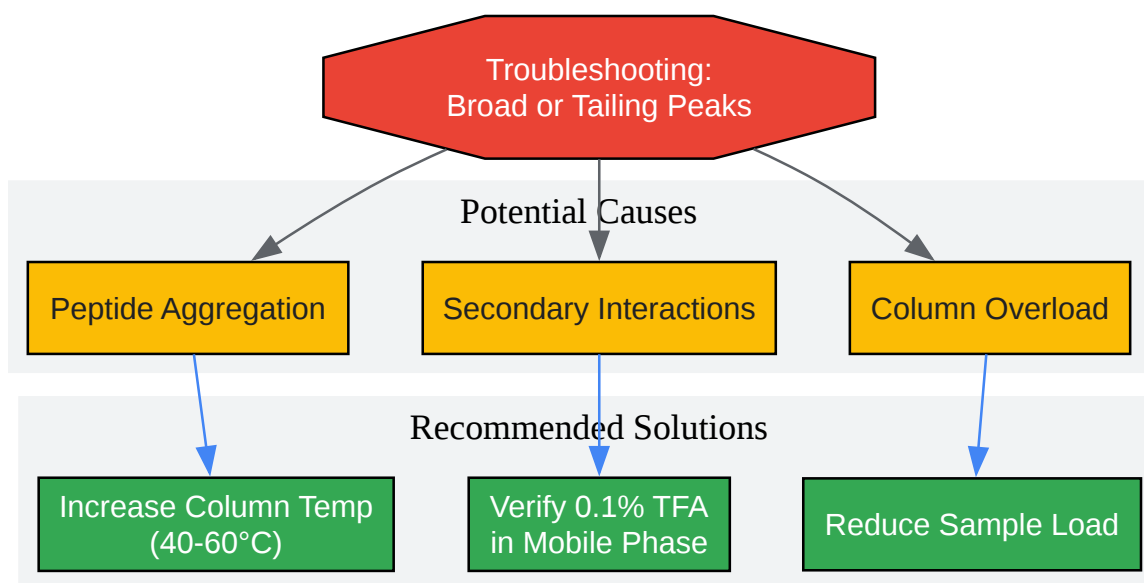 Troubleshooting:
Broad or Tailing Peaks
Potential Causes
Peptide Aggregation
Secondary Interactions
Column Overload
Recommended Solutions
Increase Column Temp
(40-60°C)
Verify 0.1% TFA
in Mobile Phase
Reduce Sample Load